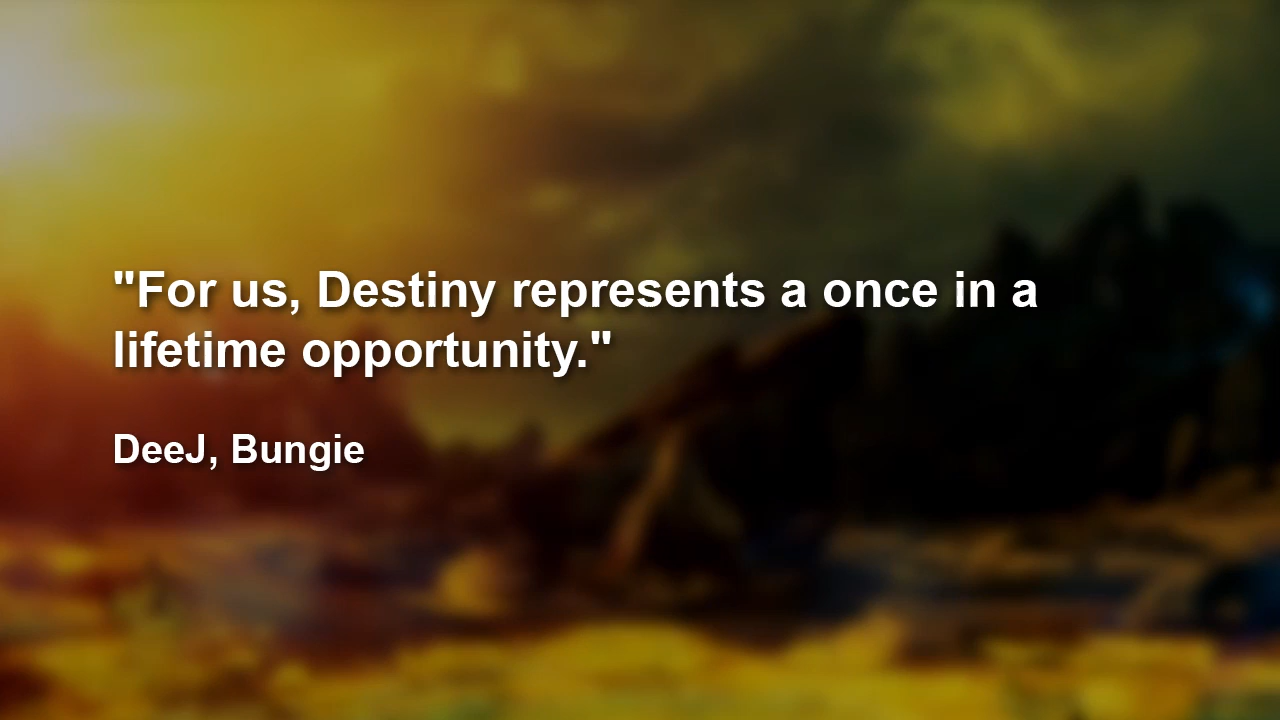 "For us, Destiny represents a once in a
lifetime opportunity."
DeeJ, Bungie